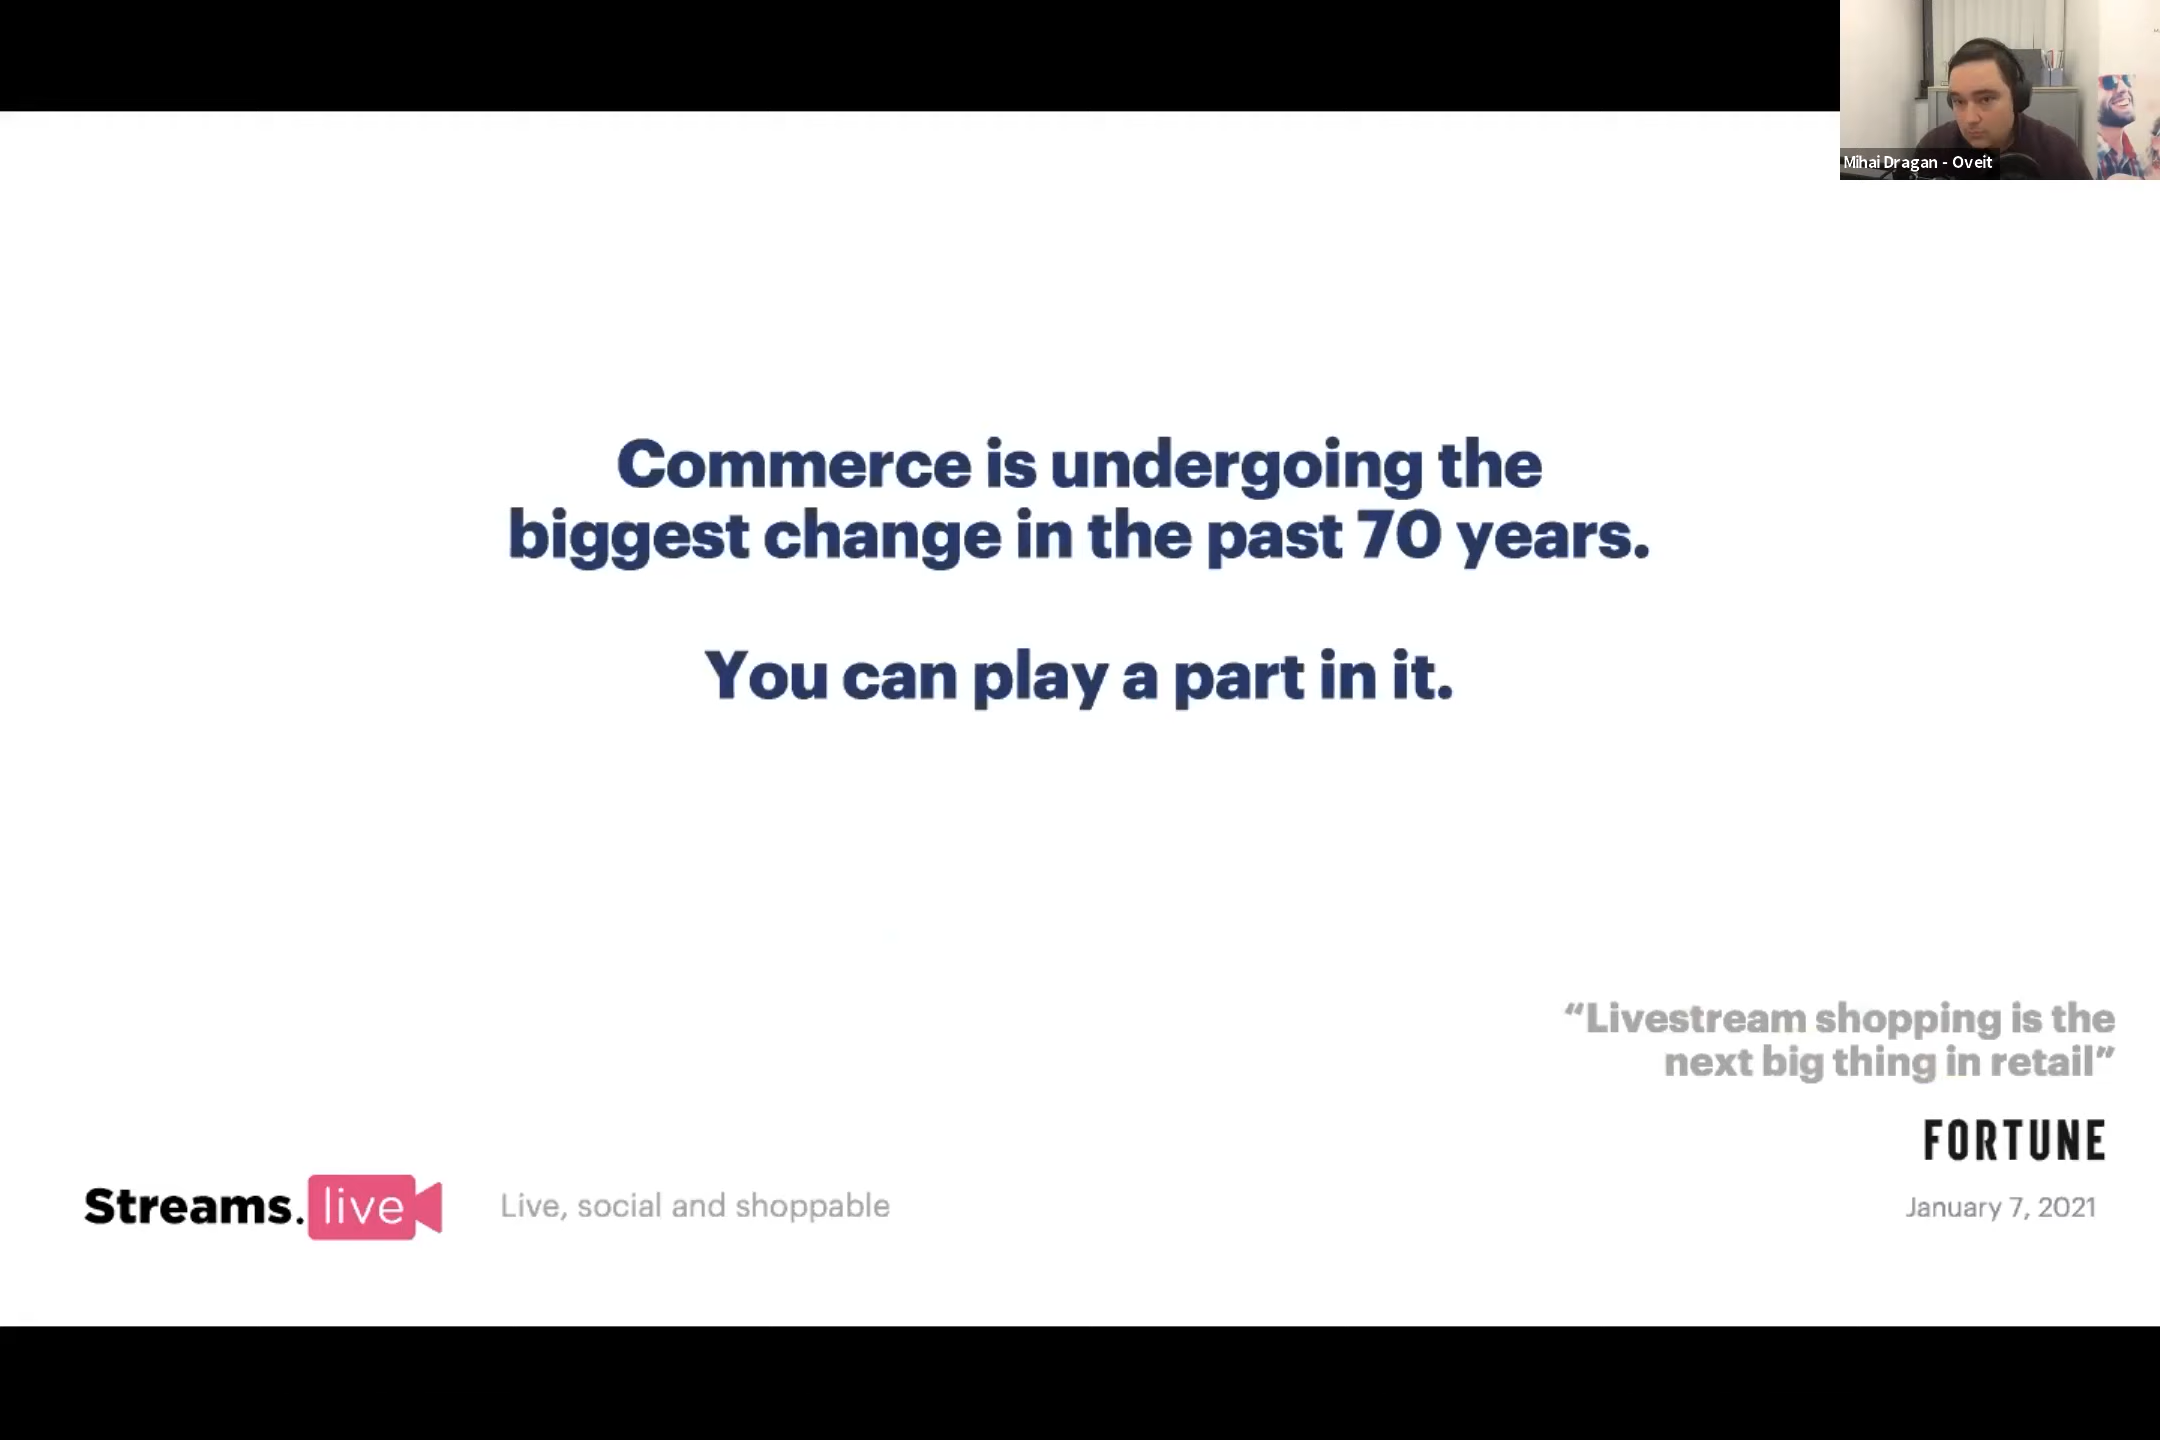 Mihai Dragan - Oveit
Commerce is undergoing the
biggest change in the past 70 years.
You can play a part in it.
“Livestream shopping is the
next big thing in retail”
FORTUNE
January 7, 2021
Streams.live
Live, social and shoppable